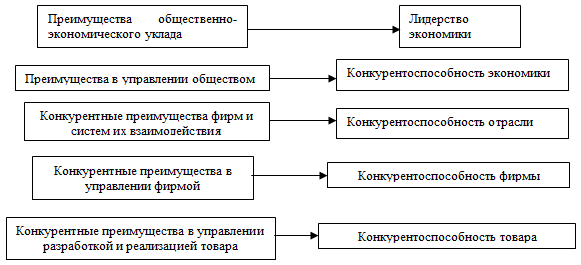 Преимущества общественно-
экономического уклада
Лидерство
экономики
Преимущества в управлении обществом
Конкурентоспособность экономики
Конкурентные преимущества фирм и
систем их взаимодействия
Конкурентоспособность отрасли
Конкурентные преимущества в
управлении фирмой
Конкурентоспособность фирмы
Конкурентные преимущества в управлении
разработкой и реализацией товара
Конкурентоспособность товара